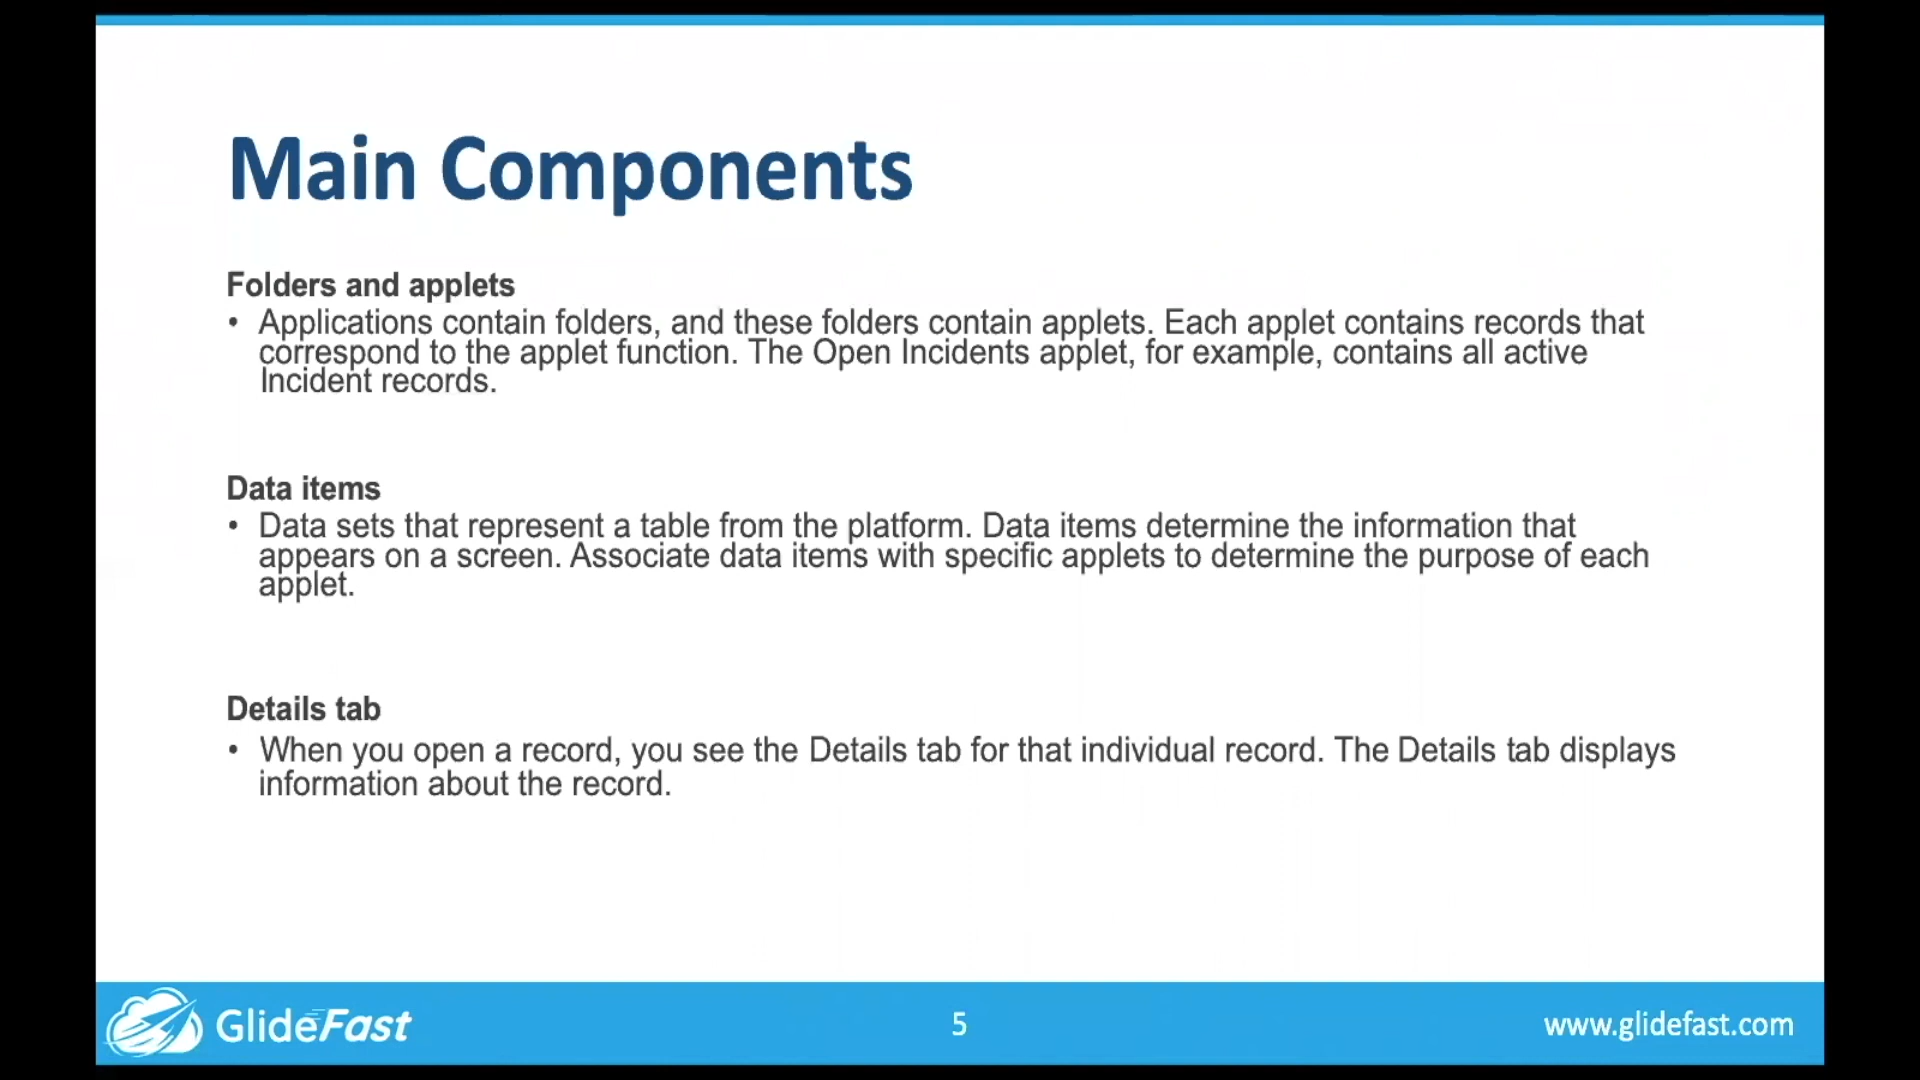 Main Components
Folders and applets
• Applications contain folders, and these folders contain applets. Each applet contains records that
correspond to the applet function. The Open Incidents applet, for example, contains all active
Incident records.
Data items
• Data sets that represent a table from the platform. Data items determine the information that
appears on a screen. Associate data items with specific applets to determine the purpose of each
applet.
Details tab
• When you open a record, you see the Details tab for that individual record. The Details tab displays
information about the record.
GlideFast
5
www.glidefast.com